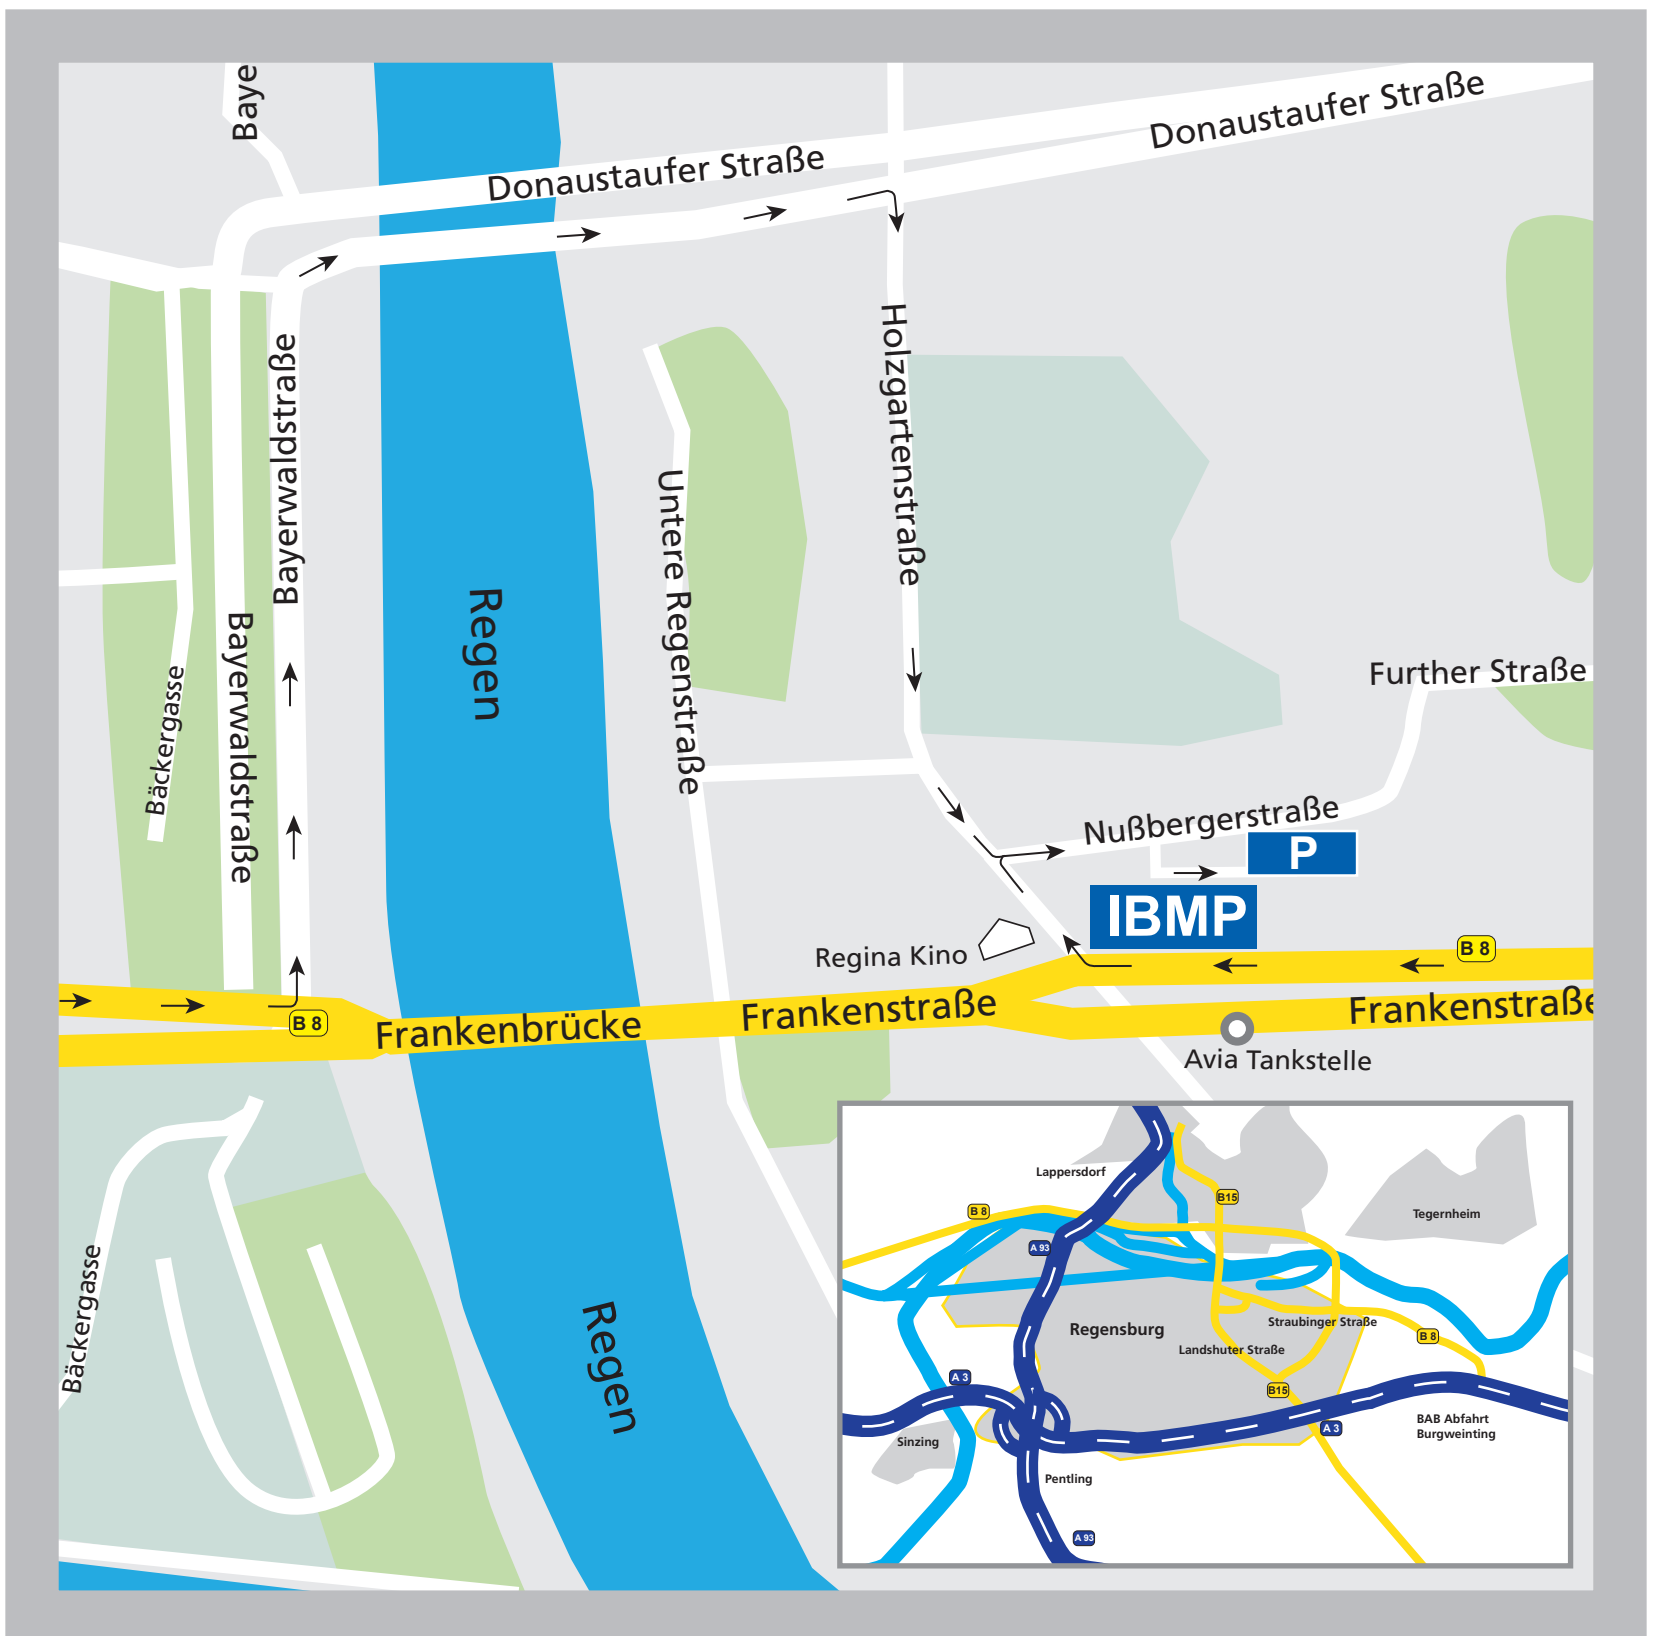 Baye
Donaustaufer Straße
Donaustaufer Straße
Bayerwaldstraße
Holzgartenstraße
Untere Regenstraße
Regen
Bayerwaldstraße
Bäckergasse
Further Straße
Nußbergerstraße
P
IBMP
Regina Kino
B 8
B 8
Frankenbrücke
Frankenstraße
Frankenstraße
Avia Tankstelle
Bäckergasse
Regen
Lappersdorf
B15
Tegernheim
B 8
A 93
Regensburg
Straubinger Straße
Landshuter Straße
B 8
A 3
B15
A 3
BAB Abfahrt
Burgweinting
Sinzing
Pentling
A 93